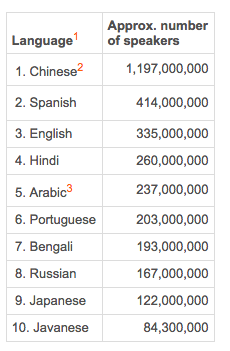 Language1 Approx. number
of speakers
1. Chinese2 1,197,000,000
2. Spanish 414,000,000
3. English 335,000,000
4. Hindi 260,000,000
5. Arabic3 237,000,000
6. Portuguese 203,000,000
7. Bengali 193,000,000
8. Russian 167,000,000
9. Japanese 122,000,000
10. Javanese 84,300,000